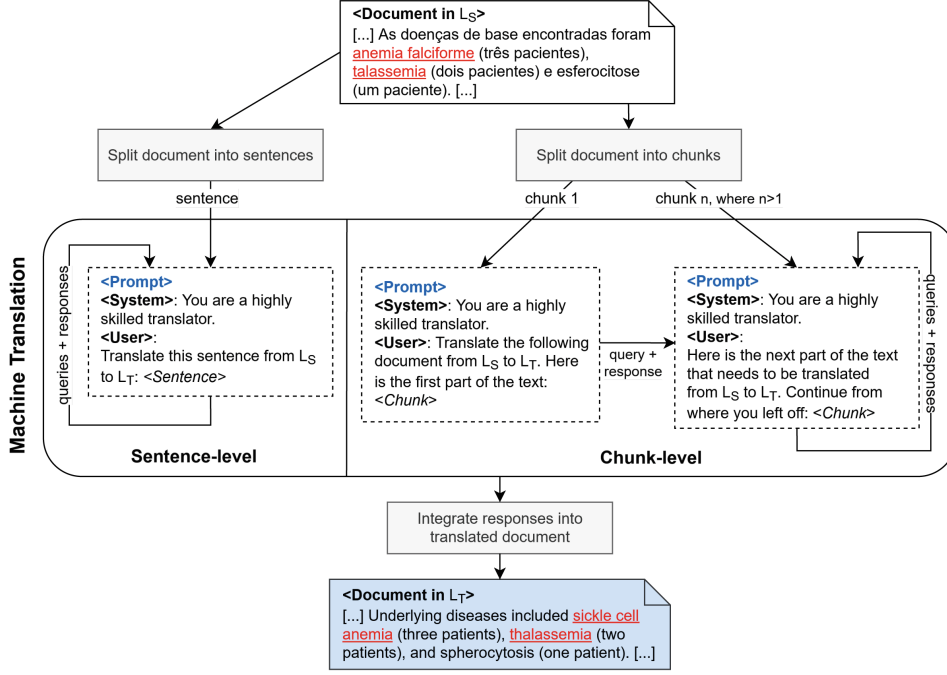 <Document in LS>
[...] As doenças de base encontradas foram
anemia falciforme (três pacientes),
talassemia (dois pacientes) e esferocitose
(um paciente). [...]
Split document into sentences
Split document into chunks
sentence
chunk 1
chunk n, where n>1
Machine Translation
queries + responses
<Prompt>
<System>: You are a highly
skilled translator.
<User>:
Translate this sentence from LS
to LT: <Sentence>
Sentence-level
<Prompt>
<System>: You are a highly
skilled translator.
<User>: Translate the following
document from LS to LT. Here
is the first part of the text:
<Chunk>
query +
response
<Prompt>
<System>: You are a highly
skilled translator.
<User>:
Here is the next part of the text
that needs to be translated
from LS to LT. Continue from
where you left off: <Chunk>
queries + responses
Chunk-level
Integrate responses into
translated document
<Document in LT>
[...] Underlying diseases included sickle cell
anemia (three patients), thalassemia (two
patients), and spherocytosis (one patient). [...]